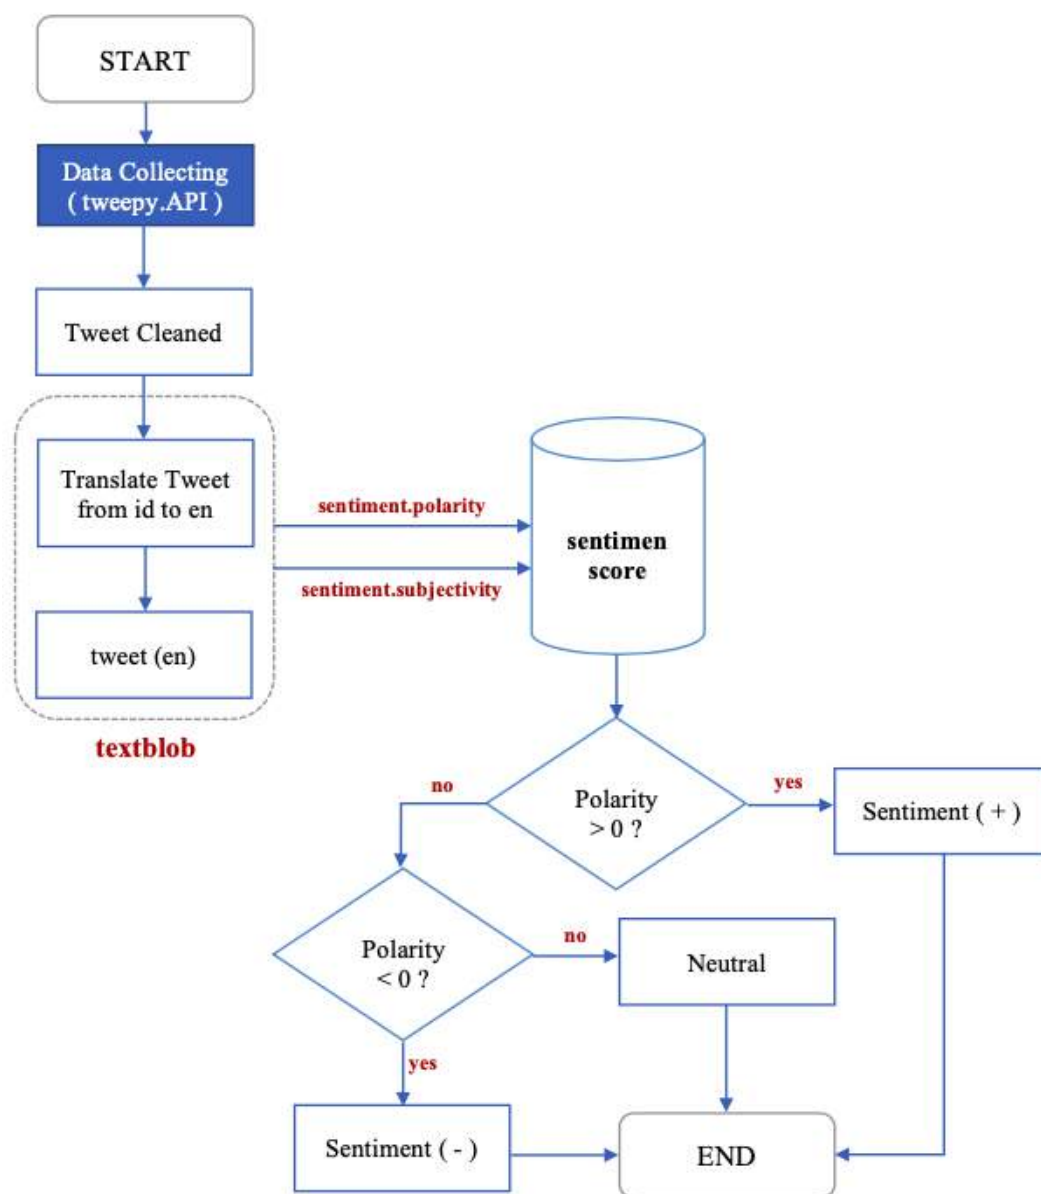 START
Data Collecting
( tweepy.API )
Tweet Cleaned
Translate Tweet
from id to en
tweet (en)
textblob
sentiment.polarity
sentiment.subjectivity
sentimen
score
Polarity
> 0 ?
yes
Sentiment ( + )
no
Polarity
< 0 ?
no
Neutral
yes
Sentiment ( - )
END